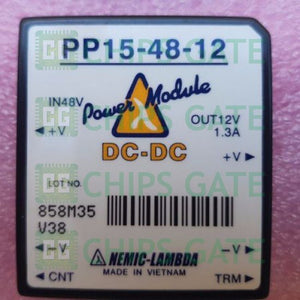 PP15-48-12
IN48V
Power Module
OUT12V
1.3A
+V
+V
DC-DC
LOT NO.
858M35
V38
-V
-V
NEMIC-LAMBDA
CNT
MADE IN VIETNAM
TRM
CHIPS GATE